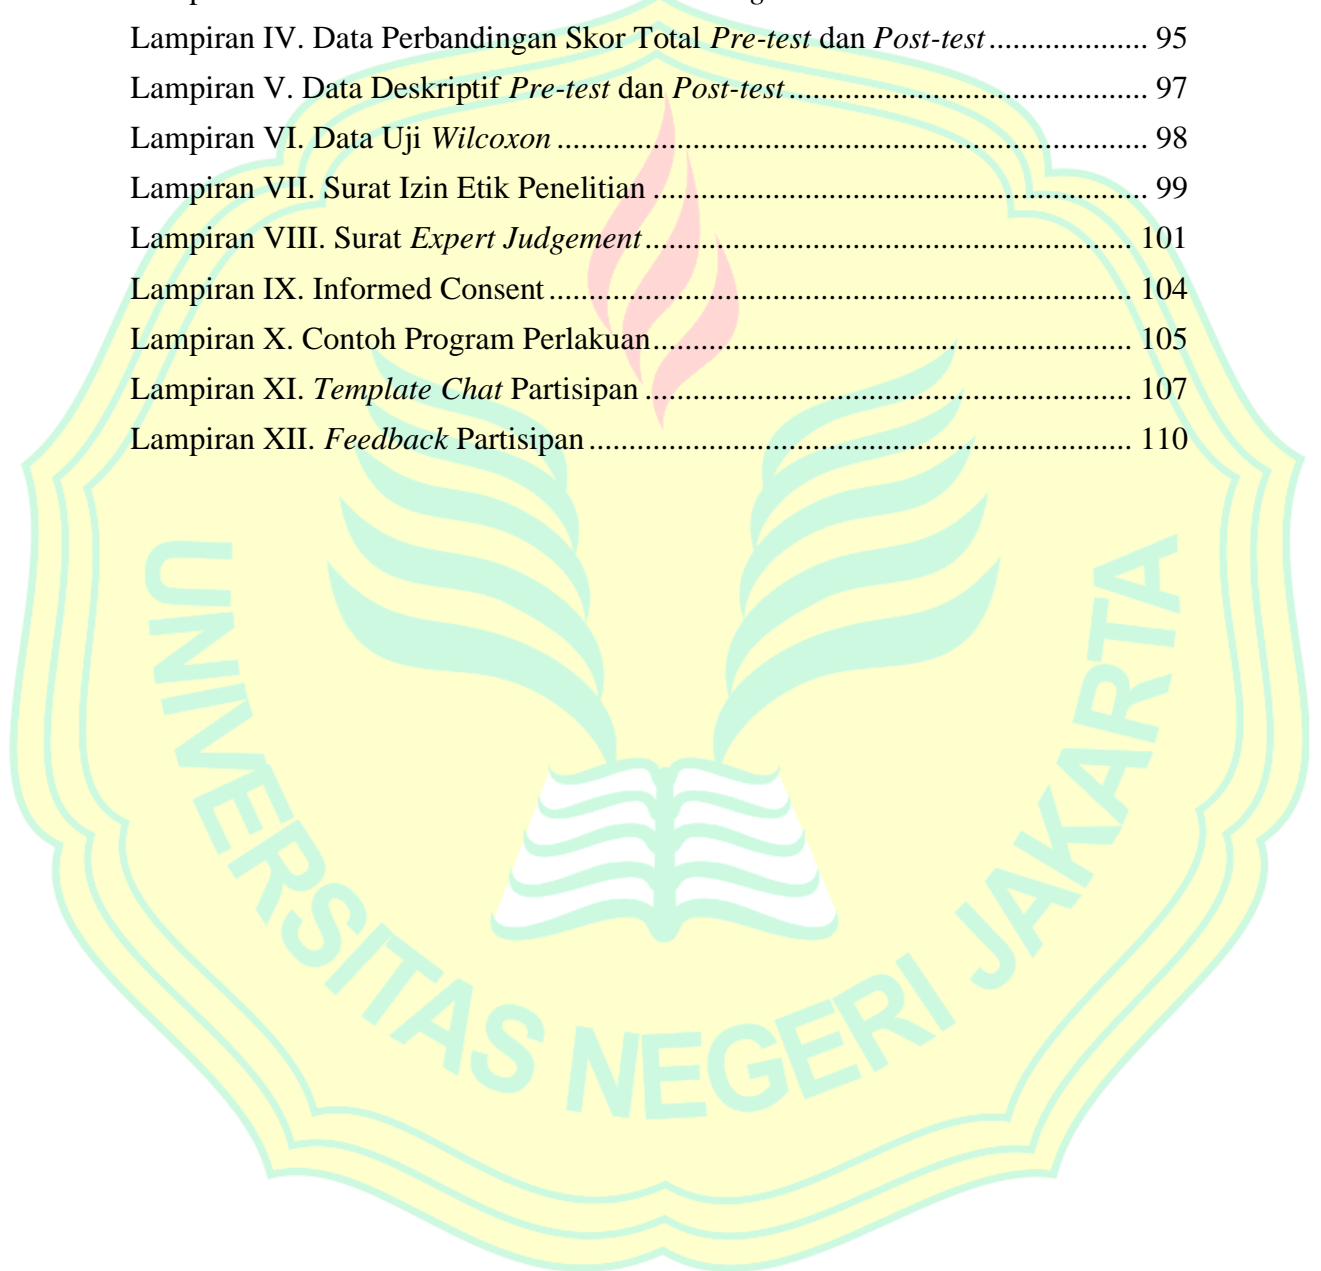 Lampiran IV. Data Perbandingan Skor Total Pre-test dan Post-test.................... 95
Lampiran V. Data Deskriptif Pre-test dan Post-test............................................. 97
Lampiran VI. Data Uji Wilcoxon.......................................................................... 98
Lampiran VII. Surat Izin Etik Penelitian .............................................................. 99
Lampiran VIII. Surat Expert Judgement............................................................. 101
Lampiran IX. Informed Consent......................................................................... 104
Lampiran X. Contoh Program Perlakuan............................................................ 105
Lampiran XI. Template Chat Partisipan ............................................................. 107
Lampiran XII. Feedback Partisipan .................................................................... 110
UNIVERSITAS NEGERI JAKARTA